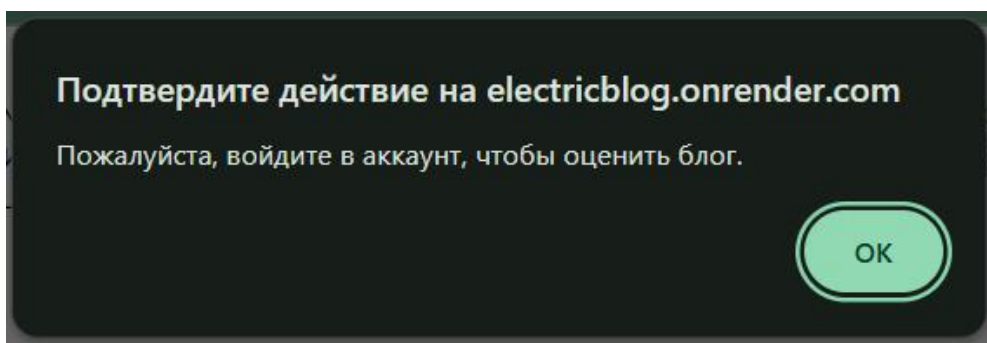 Подтвердите действие на electricblog.onrender.com
Пожалуйста, войдите в аккаунт, чтобы оценить блог.
ОК